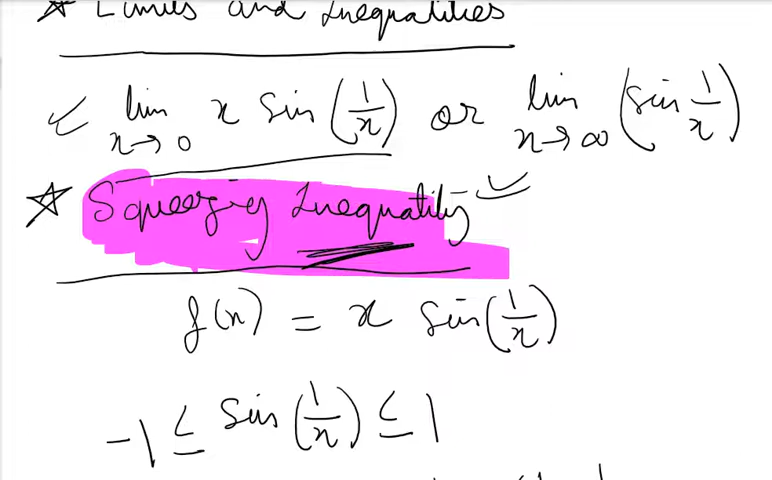 ☆ Limits and Inequalities
✓ lim x→0 x sin(1/x) or lim x→∞ (sin 1/x)
☆ Squeezing Inequality ✓
f(x) = x sin(1/x)
-1 ≤ sin(1/x) ≤ 1